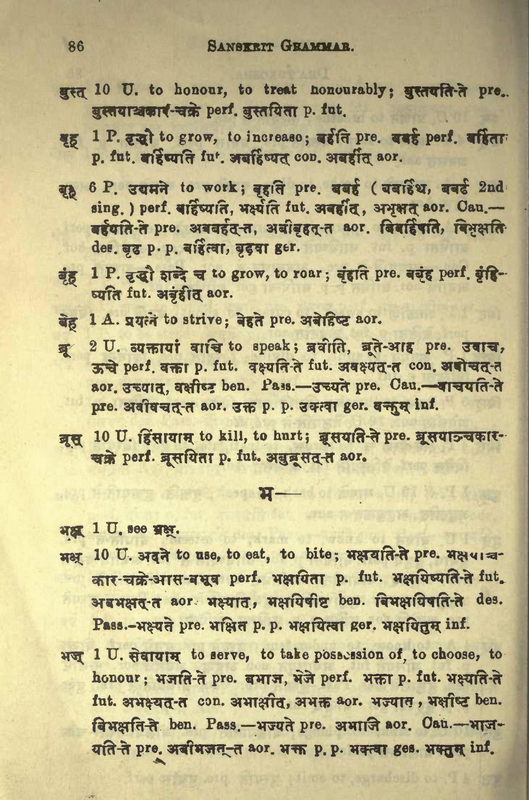 86 SANSKRIT GRAMMAR.
बुस्त् 10 U. to honour, to treat honourably; बुस्तयति-ते pre.
बुस्तयाञ्चकार-चक्रे perf. बुस्तयिता p. fut.
बृह् 1 P. वृद्धौ to grow, to increase; बर्हति pre. बबर्ह perf. बर्हिता
p. fut. बर्हिष्यति fut. अबर्हिष्यत् con. अबर्हीत् aor.
बृह् 6 P. उद्यमने to work; बृहति pre. बबर्ह ( बबर्हिथ, बबर्ढ 2nd
sing. ) perf. बर्हिष्यति, भर्क्ष्यति fut. अबर्हीत्, अभृक्षत् aor. Cau.—
बर्हयति-ते pre. अबबर्हत्-त, अबीबृहत्-त aor. बिबर्हिषति, बिभृक्षति
des. बृढ p. p. बर्हित्वा, बृढ्वा ger.
बृंह् 1 P. वृद्धौ शब्दे च to grow, to roar; बृंहति pre. बबृंह perf. बृंहि-
ष्यति fut. अबृंहीत् aor.
बेह् 1 A. प्रयत्ने to strive; बेहते pre. अबेहिष्ट aor.
ब्रू 2 U. व्यक्तायां वाचि to speak; ब्रवीति, ब्रूते-आह pre. उवाच,
ऊचे perf. वक्ता p. fut. वक्ष्यति-ते fut. अवक्ष्यत्-त con. अवोचत्-त
aor. उच्यात्, वक्षीष्ट ben. Pass—उच्यते pre. Cau.—वाचयति-ते
pre. अवीवचत्-त aor. उक्त p. p. उक्त्वा ger. वक्तुम् inf.
ब्रूस् 10 U. हिंसायाम् to kill, to hurt; ब्रूसयति-ते pre. ब्रूसयाञ्चकार-
चक्रे perf. ब्रूसयिता p. fut. अबुब्रूसत्-त aor.
भ—
भक्ष् 1 U. see भ्रक्ष.
भक्ष् 10 U. अदने to use, to eat, to bite; भक्षयति-ते pre. भक्षयाञ्च-
कार-चक्रे-आस-बभूव perf. भक्षयिता p. fut. भक्षयिष्यति-ते fut.
अबभक्षत्-त aor. भक्ष्यात्, भक्षयिषीष्ट ben. बिभक्षयिषति-ते des.
Pass.-भक्ष्यते pre. भक्षित p. p. भक्षयित्वा ger. भक्षयितुम् inf.
भज् 1 U. सेवायाम् to serve, to take possession of, to choose, to
honour; भजति-ते pre. बभाज, भेजे perf. भक्ता p. fut. भक्ष्यति-ते
fut. अभक्ष्यत्-त con. अभाक्षीत्, अभक्त aor. भज्यात्, भक्षीष्ट ben.
बिभक्षति-ते ben. Pass.—भज्यते pre. अभाजि aor. Cau.—भाज-
यति-ते pre. अबीभजत्-त aor. भक्त p. p. भक्त्वा ges. भक्तुम् inf.